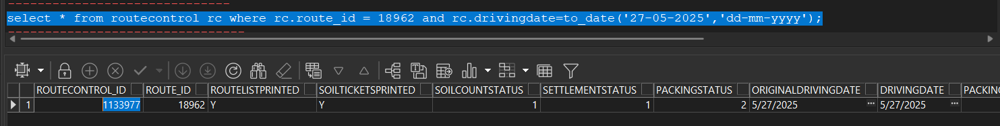 select * from routecontrol rc where rc.route_id = 18962 and rc.drivingdate=to_date('27-05-2025','dd-mm-yyyy');
ROUTECONTROL_ID ROUTE_ID ROUTELISTPRINTED SOILTICKETSPRINTED SOILCOUNTSTATUS SETTLEMENTSTATUS PACKINGSTATUS ORIGINALDRIVINGDATE DRIVINGDATE PACKIN
1 1133977 18962 Y Y 1 1 2 5/27/2025 ... 5/27/2025 ...